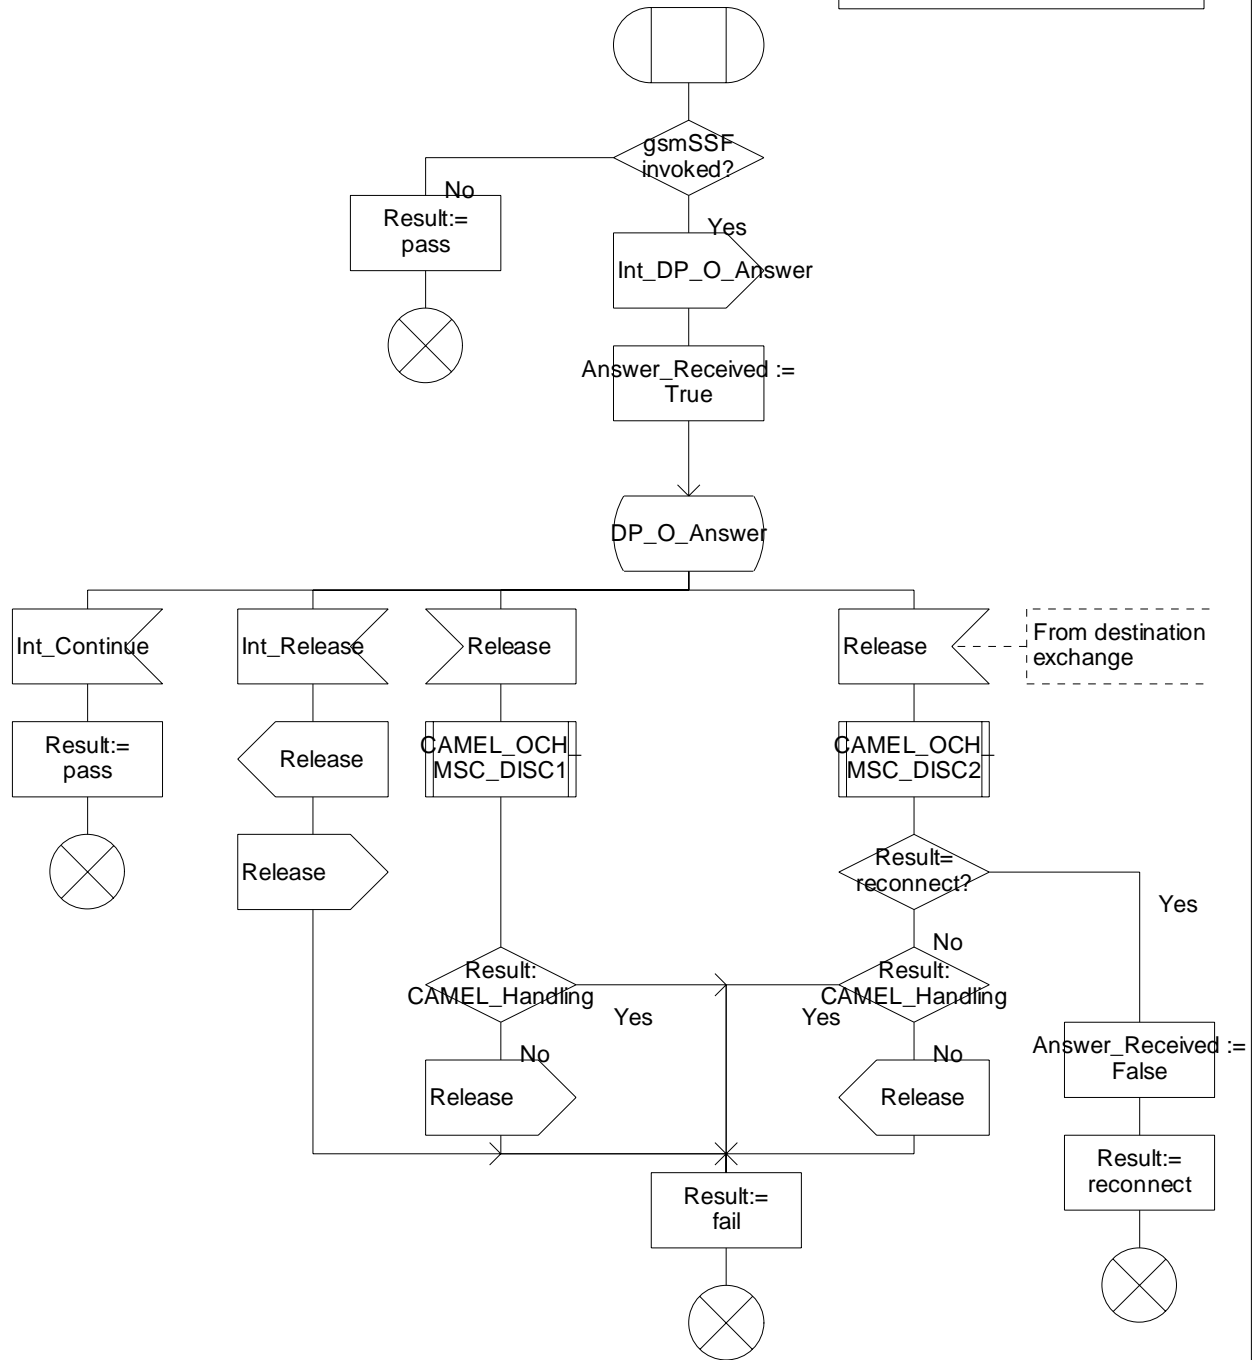 gsmSSF
invoked?
No
Yes
Result:=
pass
Int_DP_O_Answer
Answer_Received :=
True
DP_O_Answer
Int_Continue
Int_Release
Release
Release
From destination
exchange
Result:=
pass
Release
CAMEL_OCH_
MSC_DISC1
CAMEL_OCH_
MSC_DISC2
Release
Result=
reconnect?
Yes
No
Result:
CAMEL_Handling
Yes
Result:
CAMEL_Handling
Yes
No
No
Answer_Received :=
False
Release
Release
Result:=
reconnect
Result:=
fail